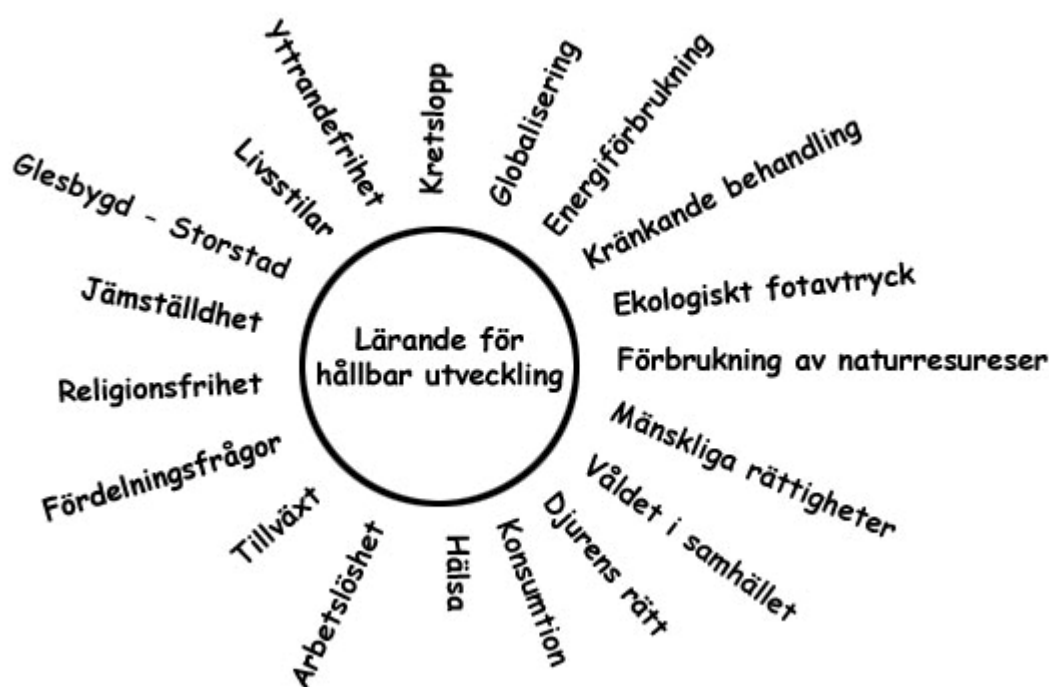 Lärande för
hållbar utveckling
Kretslopp
Globalisering
Energiförbrukning
Kränkande behandling
Ekologiskt fotavtryck
Förbrukning av naturresureser
Mänskliga rättigheter
Våldet i samhället
Djurens rätt
Konsumtion
Hälsa
Arbetslöshet
Tillväxt
Fördelningsfrågor
Religionsfrihet
Jämställdhet
Glesbygd - Storstad
Livsstilar
Yttrandefrihet